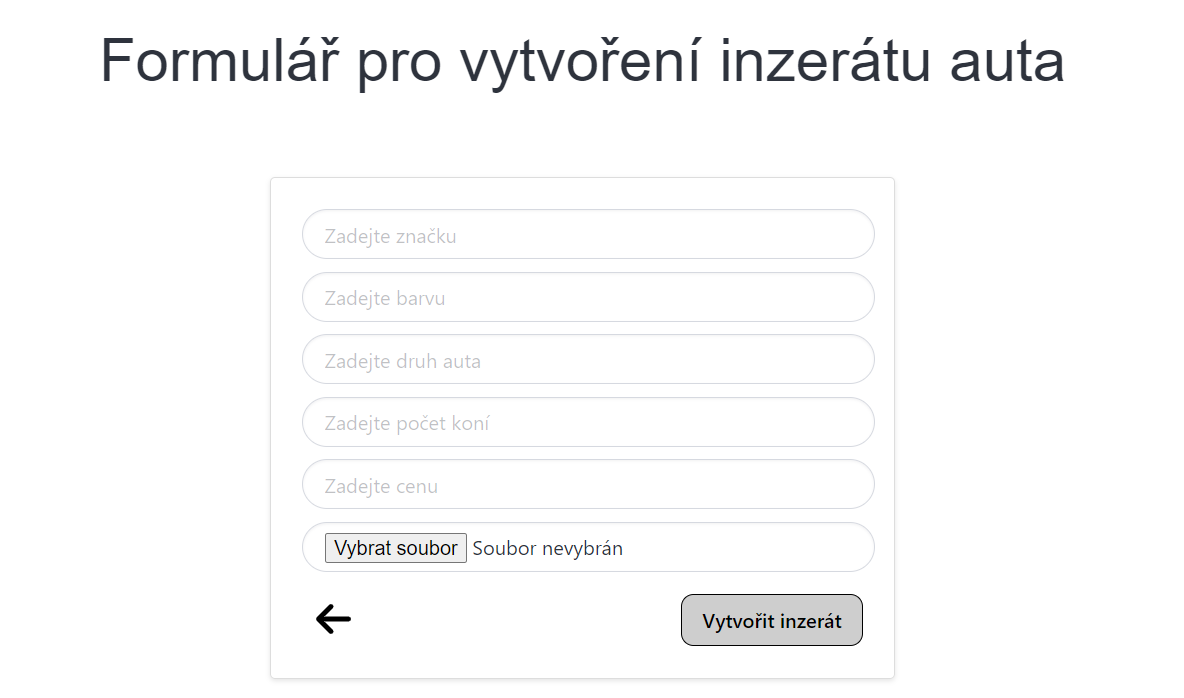 Formulář pro vytvoření inzerátu auta
Zadejte značku
Zadejte barvu
Zadejte druh auta
Zadejte počet koní
Zadejte cenu
Vybrat soubor Soubor nevybrán
Vytvořit inzerát